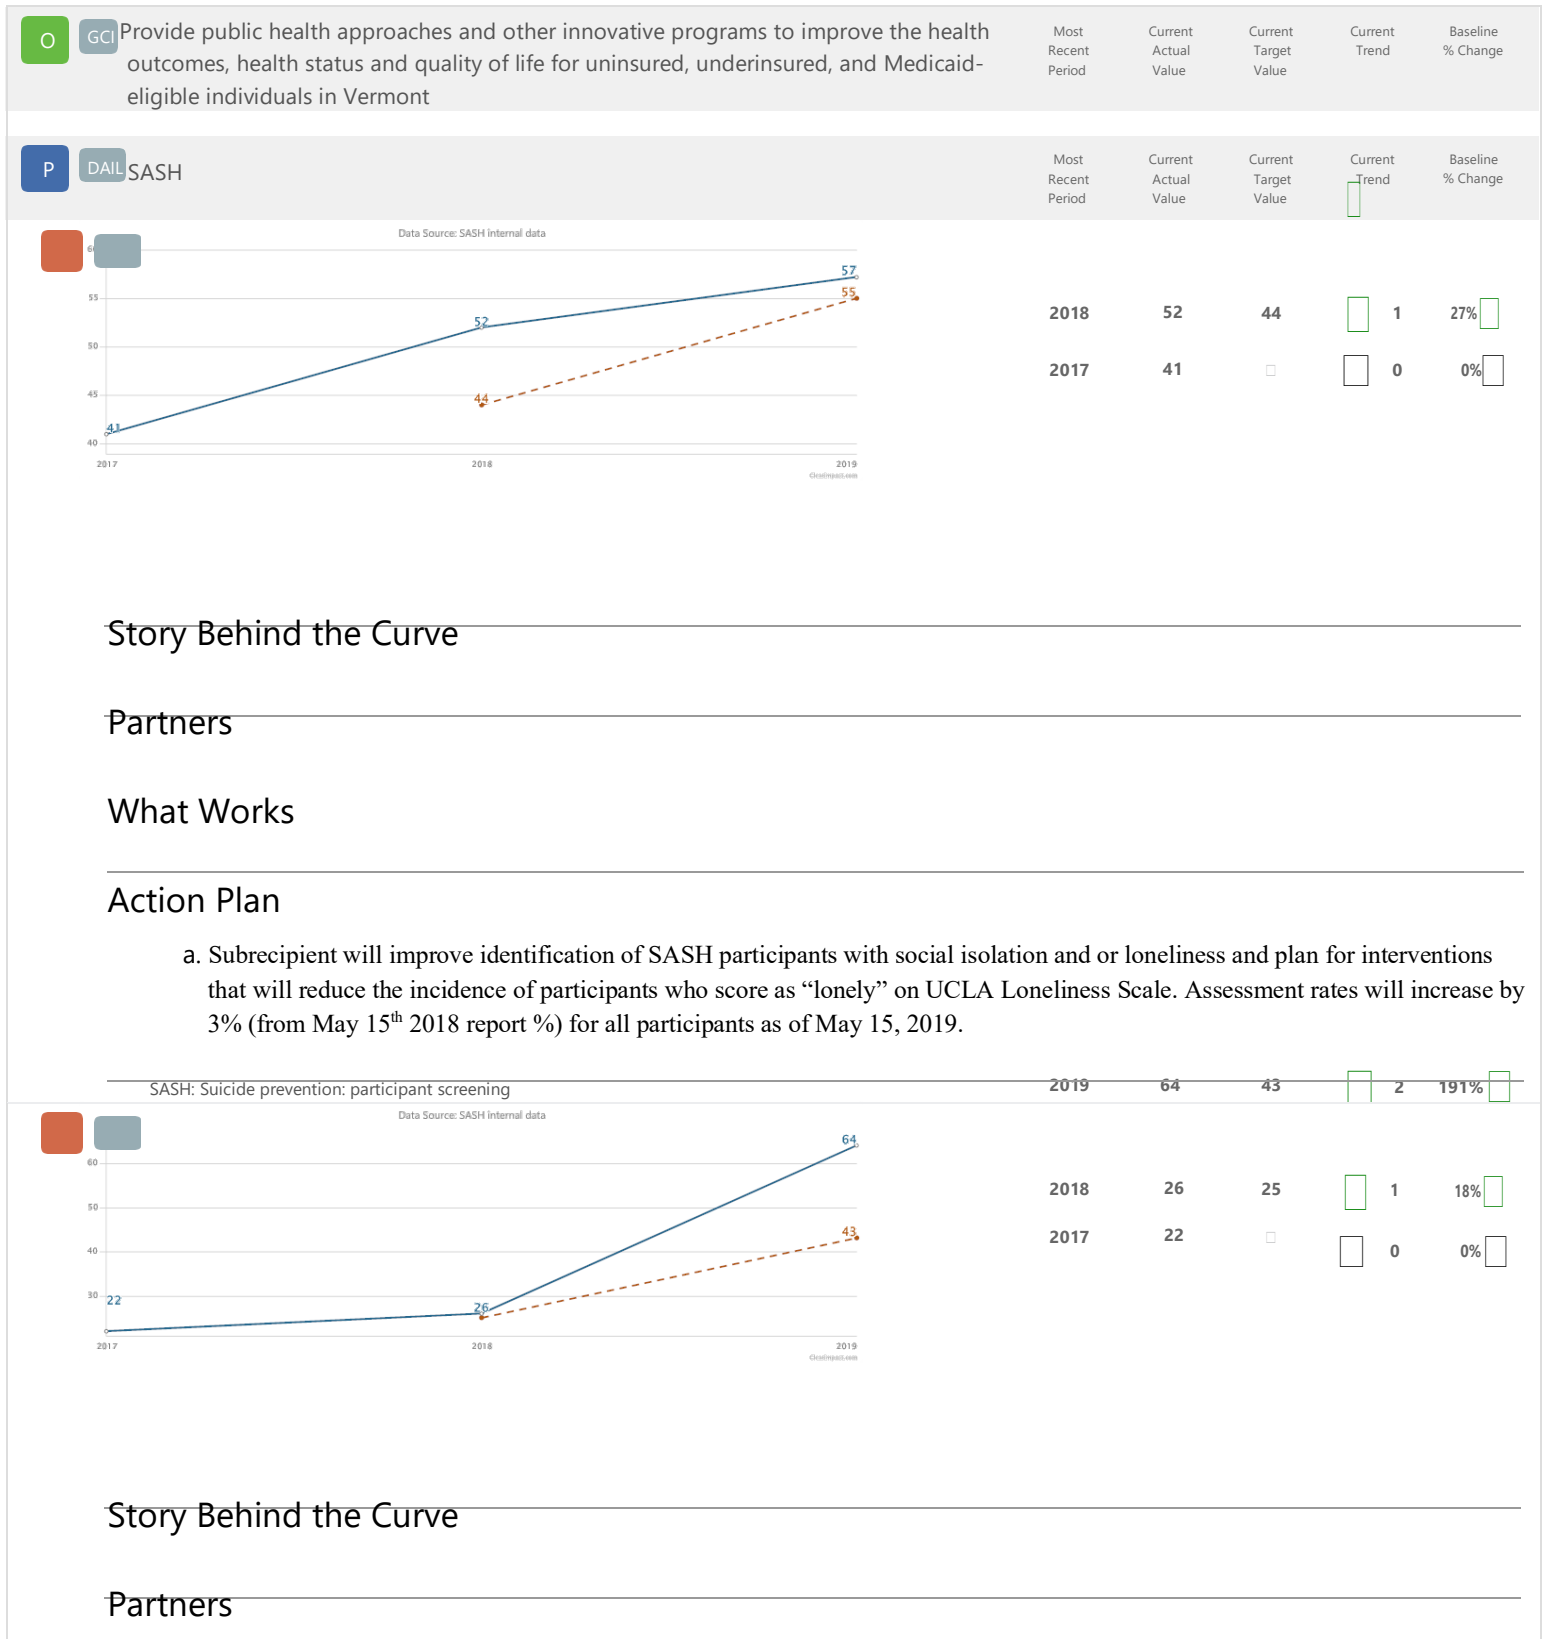 O GCI Provide public health approaches and other innovative programs to improve the health
outcomes, health status and quality of life for uninsured, underinsured, and Medicaid-
eligible individuals in Vermont
Most Recent Period
Current Actual Value
Current Target Value
Current Trend
Baseline % Change
P DAIL SASH
Most Recent Period
Current Actual Value
Current Target Value
Current Trend
Baseline % Change
Data Source: SASH internal data
57
55
55
52
50
45
44
41
40
2017 2018 2019
ClearImpact.com
2018 52 44 1 27%
2017 41 0 0%
Story Behind the Curve
Partners
What Works
Action Plan
a. Subrecipient will improve identification of SASH participants with social isolation and or loneliness and plan for interventions
that will reduce the incidence of participants who score as “lonely” on UCLA Loneliness Scale. Assessment rates will increase by
3% (from May 15th 2018 report %) for all participants as of May 15, 2019.
SASH: Suicide prevention: participant screening 2019 64 43 2 191%
Data Source: SASH internal data
64
60
50
43
40
30
22
26
2017 2018 2019
ClearImpact.com
2018 26 25 1 18%
2017 22 0 0%
Story Behind the Curve
Partners